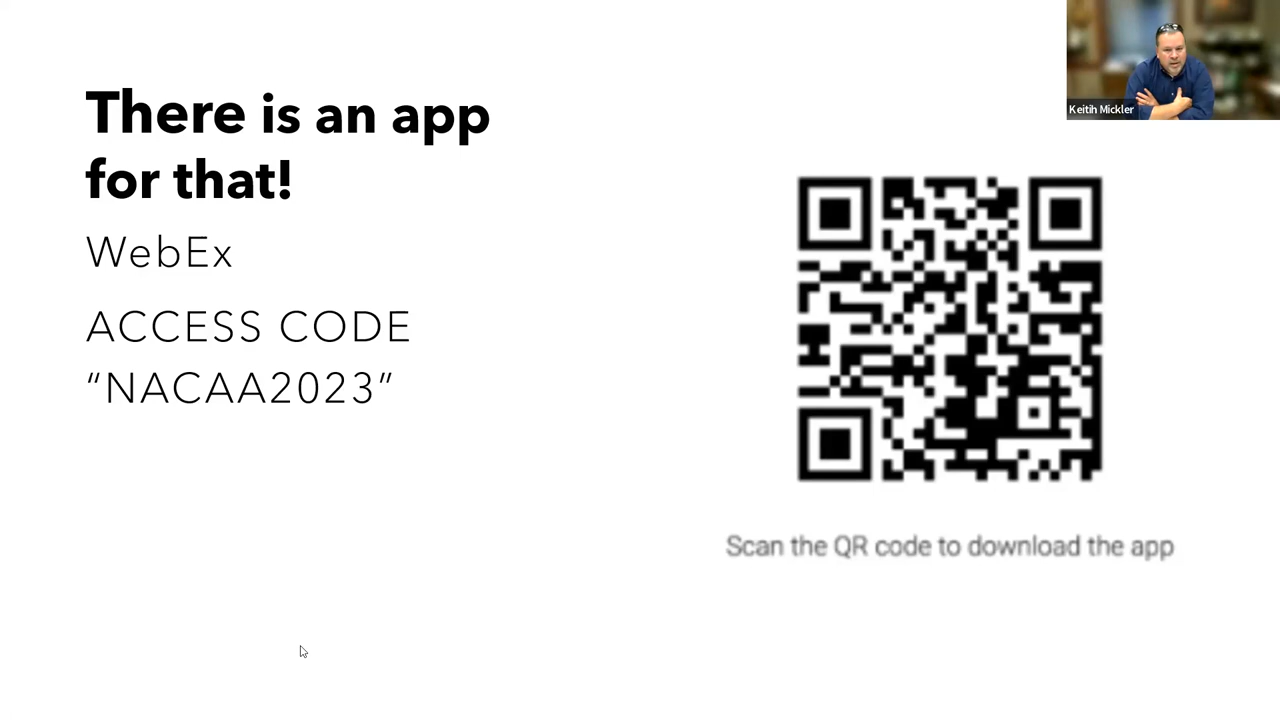 There is an app
for that!
WebEx
ACCESS CODE
“NACAA2023”
Keitih Mickler
Scan the QR code to download the app